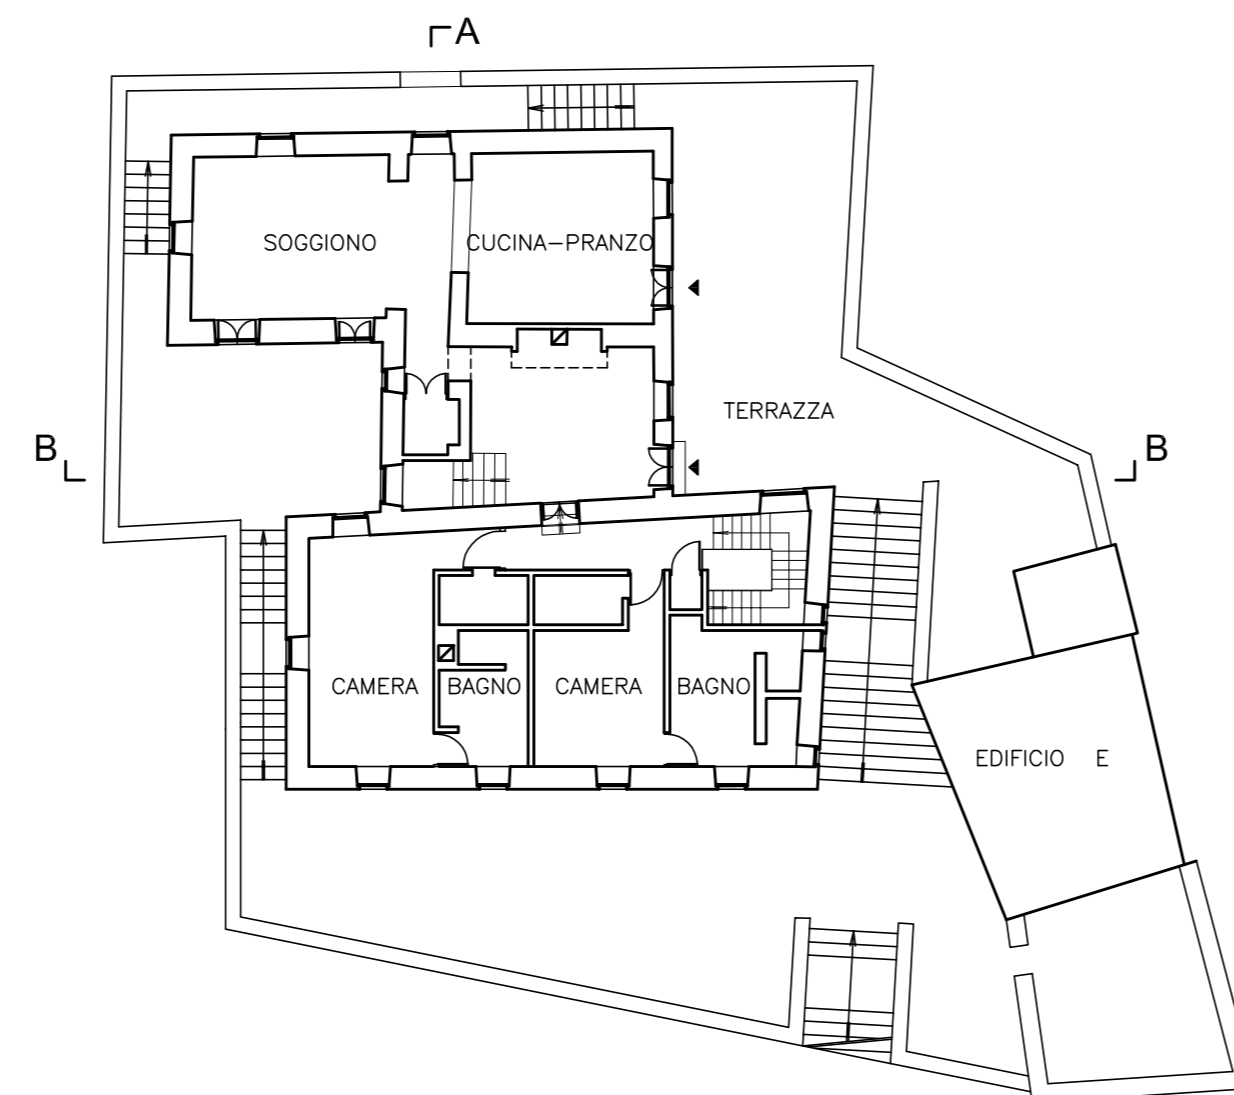 A
SOGGIONO
CUCINA-PRANZO
TERRAZZA
B
B
CAMERA
BAGNO
CAMERA
BAGNO
EDIFICIO E